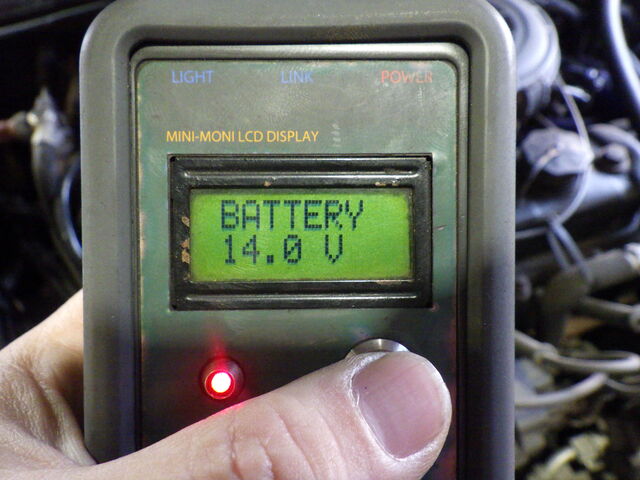 LIGHT LINK POWER
MINI-MONI LCD DISPLAY
BATTERY
14.0 V